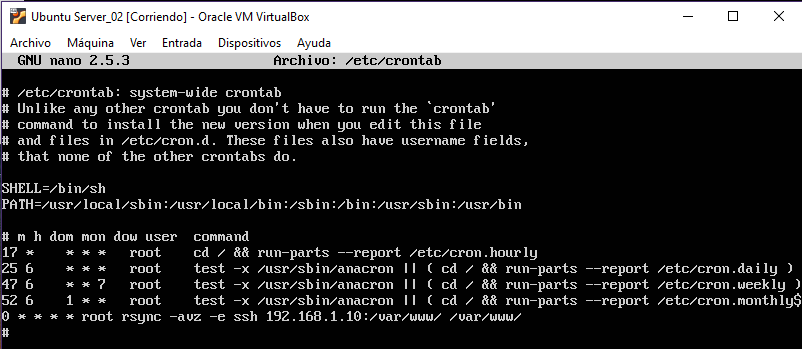 Ubuntu Server_02 [Corriendo] - Oracle VM VirtualBox
Archivo Máquina Ver Entrada Dispositivos Ayuda
GNU nano 2.5.3 Archivo: /etc/crontab
# /etc/crontab: system-wide crontab
# Unlike any other crontab you don't have to run the `crontab'
# command to install the new version when you edit this file
# and files in /etc/cron.d. These files also have username fields,
# that none of the other crontabs do.
SHELL=/bin/sh
PATH=/usr/local/sbin:/usr/local/bin:/sbin:/bin:/usr/sbin:/usr/bin
# m h dom mon dow user  command
17 *    * * *   root    cd / && run-parts --report /etc/cron.hourly
25 6    * * *   root    test -x /usr/sbin/anacron || ( cd / && run-parts --report /etc/cron.daily )
47 6    * * 7   root    test -x /usr/sbin/anacron || ( cd / && run-parts --report /etc/cron.weekly )
52 6    1 * *   root    test -x /usr/sbin/anacron || ( cd / && run-parts --report /etc/cron.monthly$
0 * * * * root rsync -avz -e ssh 192.168.1.10:/var/www/ /var/www/
#